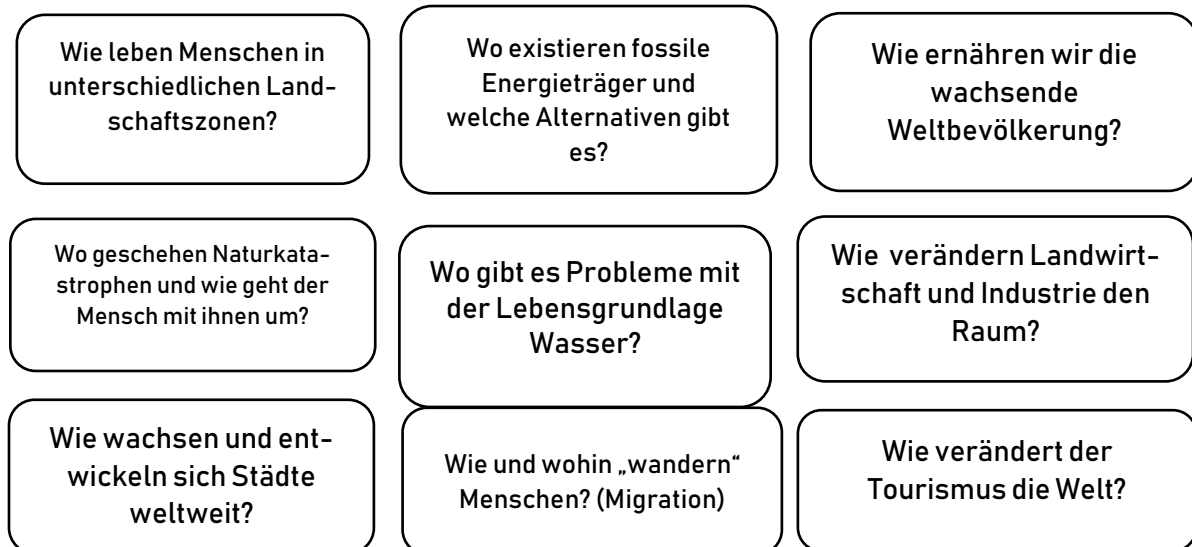 Wie leben Menschen in
unterschiedlichen Land-
schaftszonen?
Wo existieren fossile
Energieträger und
welche Alternativen gibt
es?
Wie ernähren wir die
wachsende
Weltbevölkerung?
Wo geschehen Naturkata-
strophen und wie geht der
Mensch mit ihnen um?
Wo gibt es Probleme mit
der Lebensgrundlage
Wasser?
Wie  verändern Landwirt-
schaft und Industrie den
Raum?
Wie wachsen und ent-
wickeln sich Städte
weltweit?
Wie und wohin „wandern“
Menschen? (Migration)
Wie verändert der
Tourismus die Welt?